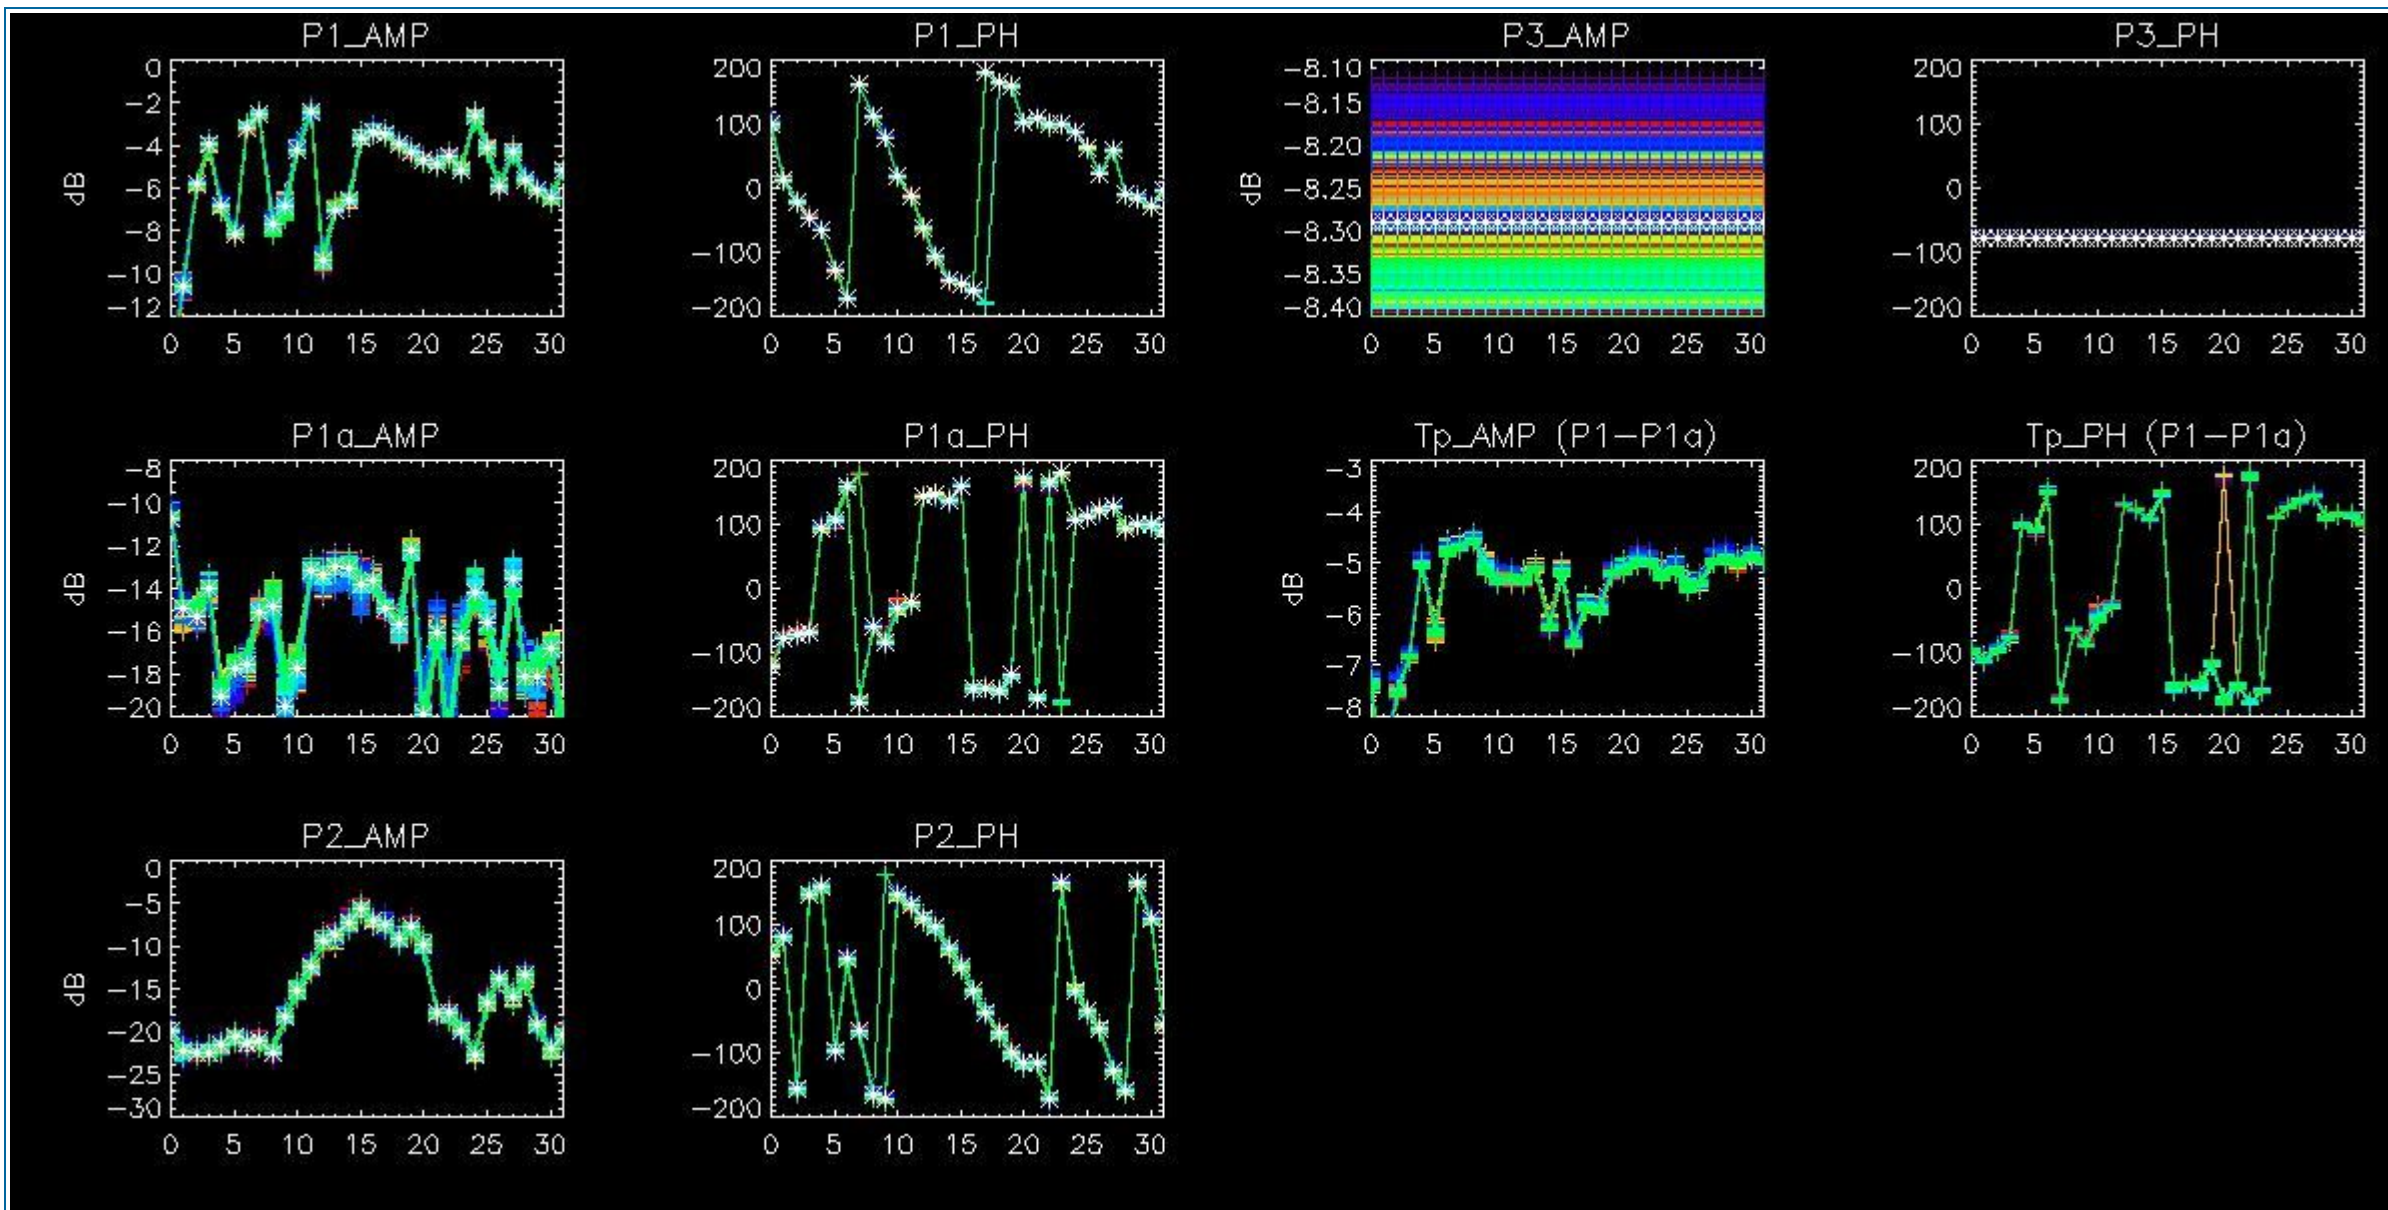 P1_AMP P1_PH P3_AMP P3_PH
0 200 -8.10 200
-2 -8.15
100 100
-4 -8.20
dB -6 0 dB -8.25 0
-8 -8.30
-100 -100
-10 -8.35
-12 -200 -8.40 -200
0 5 10 15 20 25 30 0 5 10 15 20 25 30 0 5 10 15 20 25 30 0 5 10 15 20 25 30
P1a_AMP P1a_PH Tp_AMP (P1-P1a) Tp_PH (P1-P1a)
-8 200 -3 200
-10
100 -4 100
-12
dB -14 0 dB -5 0
-16 -6
-100 -100
-18 -7
-20 -200 -8 -200
0 5 10 15 20 25 30 0 5 10 15 20 25 30 0 5 10 15 20 25 30 0 5 10 15 20 25 30
P2_AMP P2_PH
0 200
-5
100
-10
dB -15 0
-20
-100
-25
-30 -200
0 5 10 15 20 25 30 0 5 10 15 20 25 30